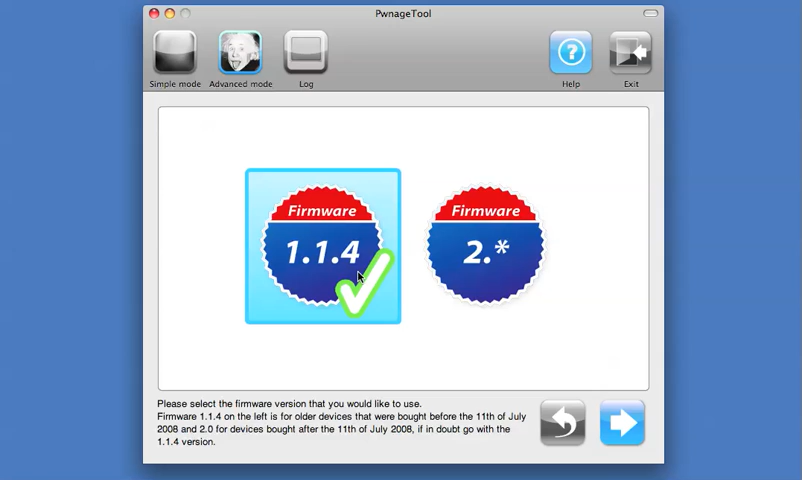 PwnageTool
Simple mode
Advanced mode
Log
Help
Exit
Firmware
1.1.4
Firmware
2.*
Please select the firmware version that you would like to use.
Firmware 1.1.4 on the left is for older devices that were bought before the 11th of July
2008 and 2.0 for devices bought after the 11th of July 2008, if in doubt go with the
1.1.4 version.